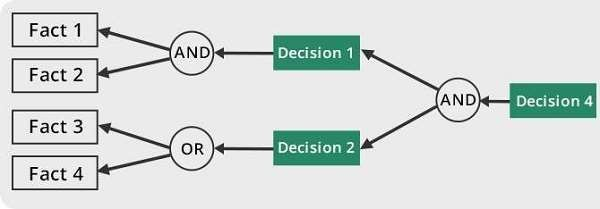 Fact 1
Fact 2
AND
Decision 1
AND
Decision 4
Fact 3
Fact 4
OR
Decision 2